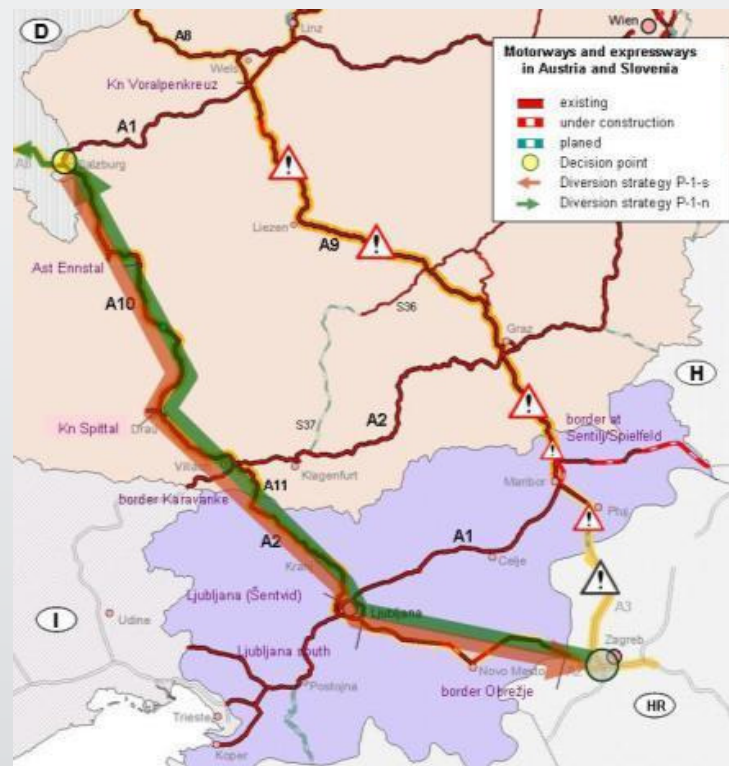 D
A8
Linz
Wien
Wels
Kn Voralpenkreuz
Motorways and expressways
in Austria and Slovenia
existing
under construction
planed
Decision point
Diversion strategy P-1-s
Diversion strategy P-1-n
A1
A8
Salzburg
Liezen
A9
Ast Ennstal
A10
S36
Graz
H
A2
border at
Sentilj/Spielfeld
Kn Spittal
Drau
S37
Villach
Klagenfurt
A11
Maribor
border Karavanke
Ptuj
A2
A1
Celje
Kranj
Ljubljana (Šentvid)
Ljubljana
A3
I
Udine
Zagreb
Ljubljana south
Novo Mesto
border Obrežje
Postojna
HR
Trieste
Koper